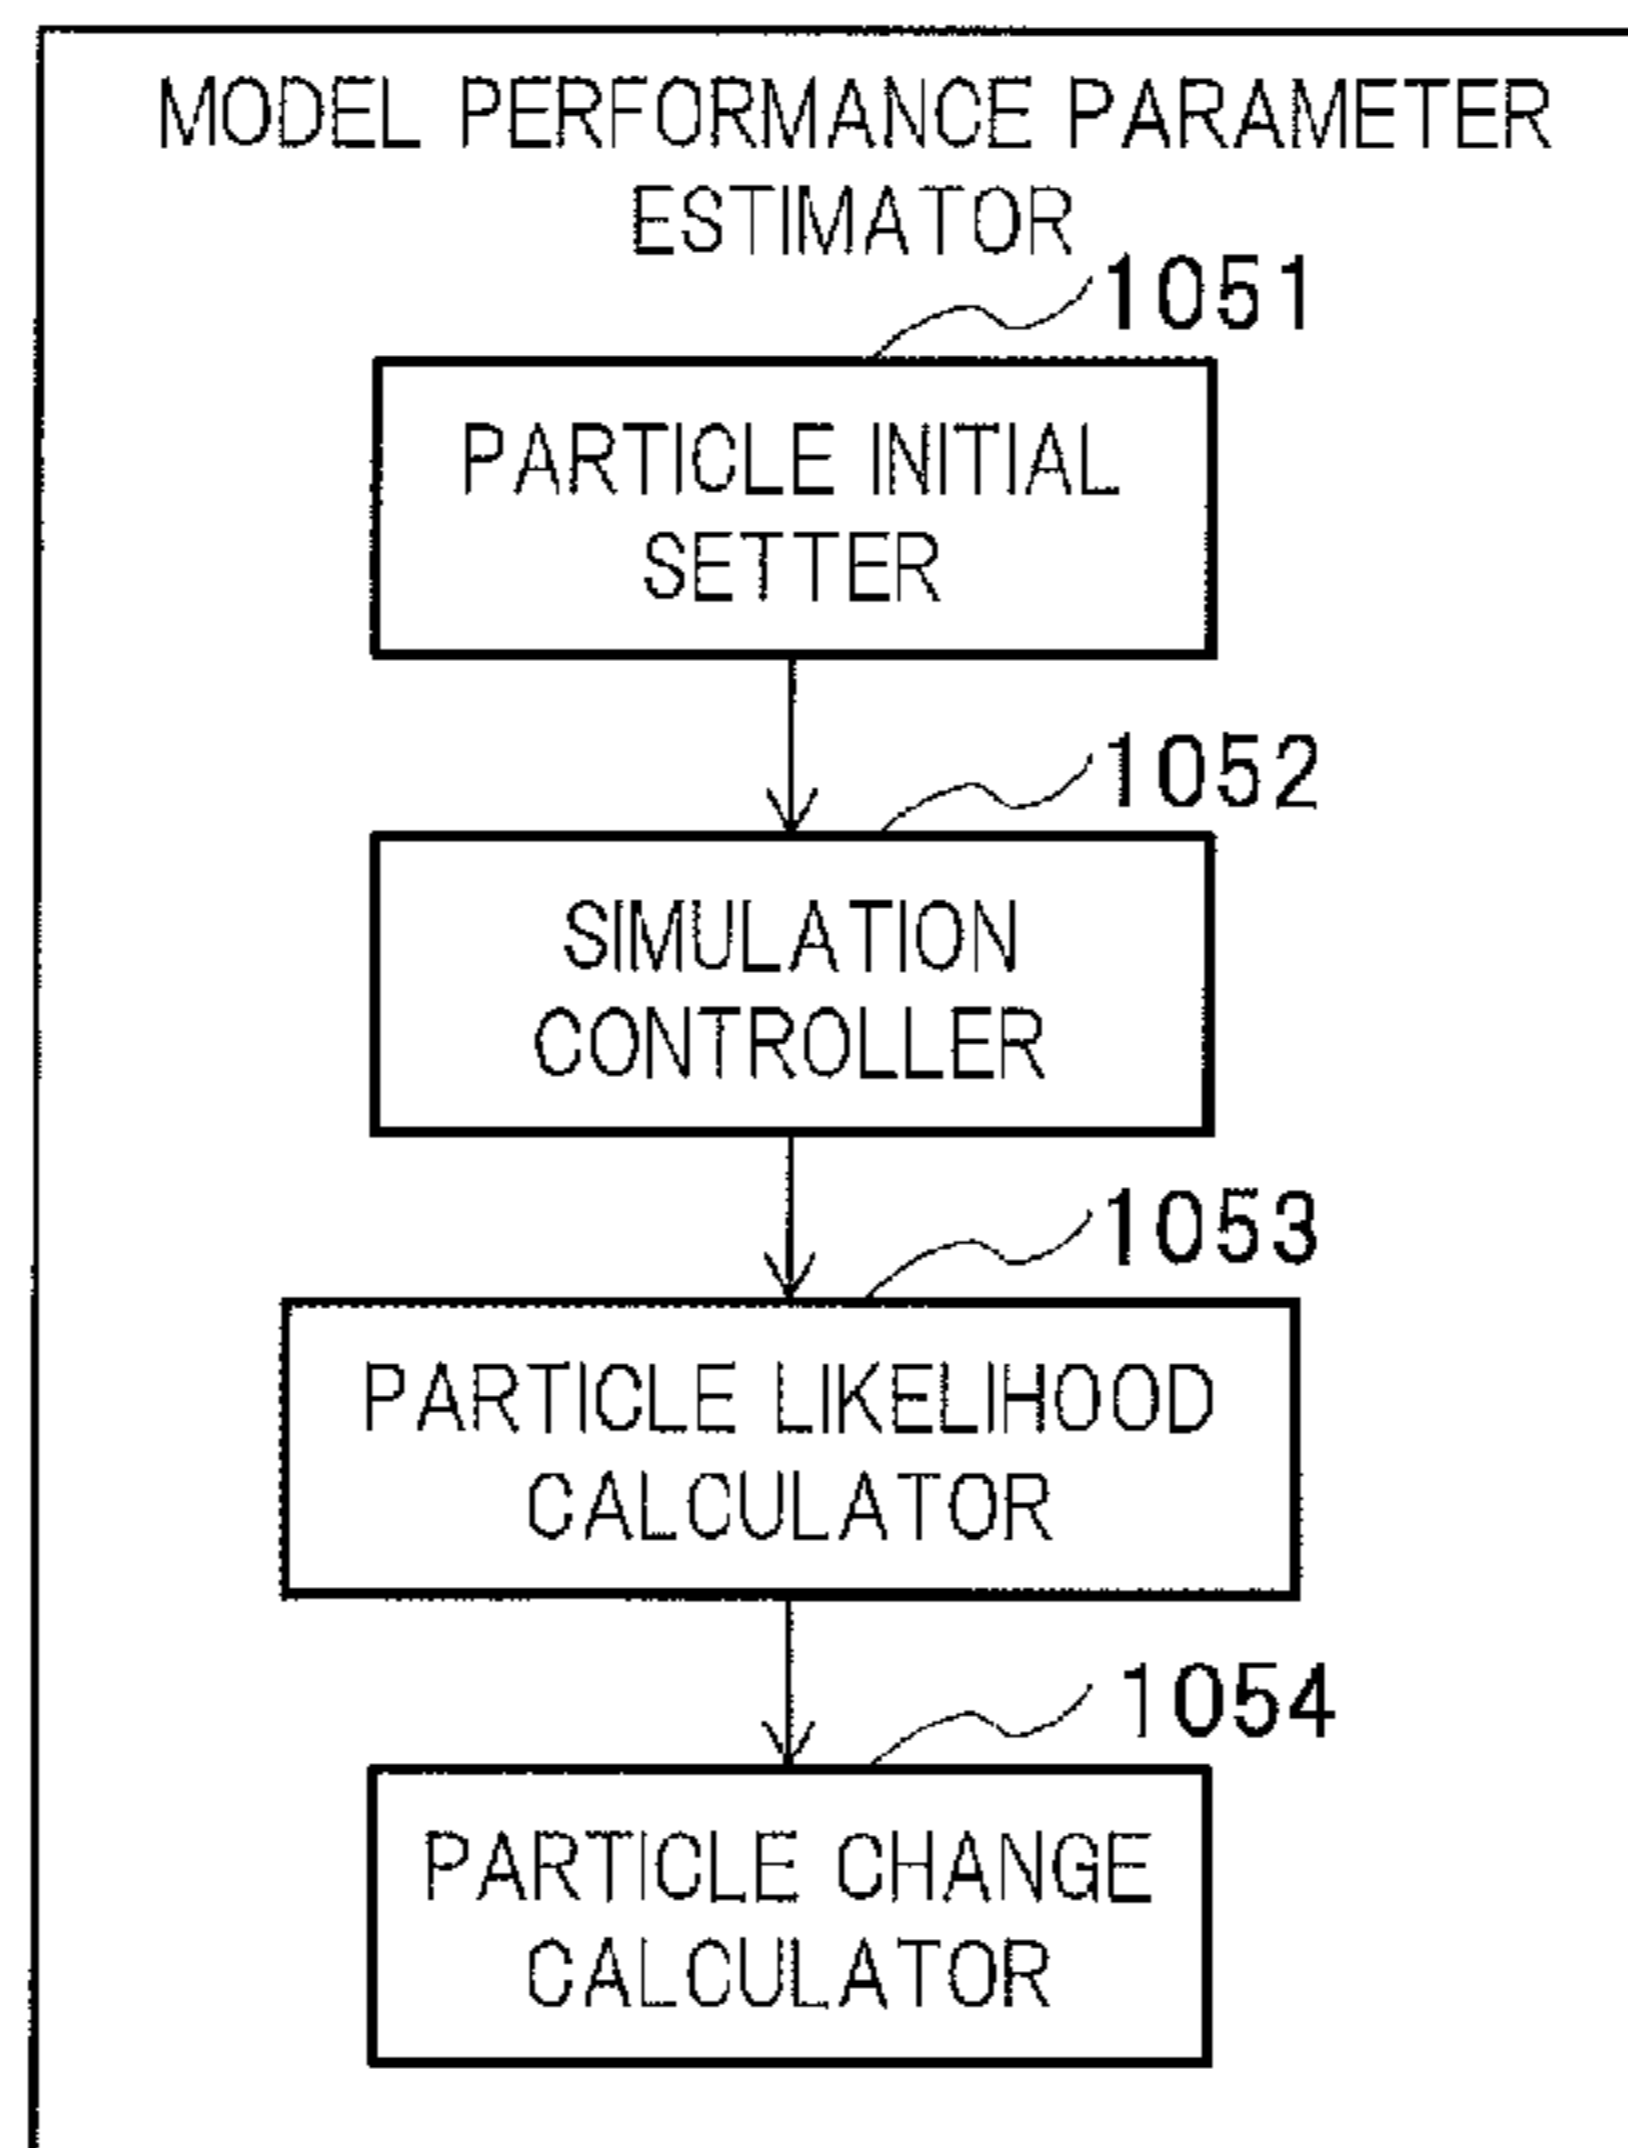 MODEL PERFORMANCE PARAMETER
ESTIMATOR
1051
PARTICLE INITIAL
SETTER
1052
SIMULATION
CONTROLLER
1053
PARTICLE LIKELIHOOD
CALCULATOR
1054
PARTICLE CHANGE
CALCULATOR